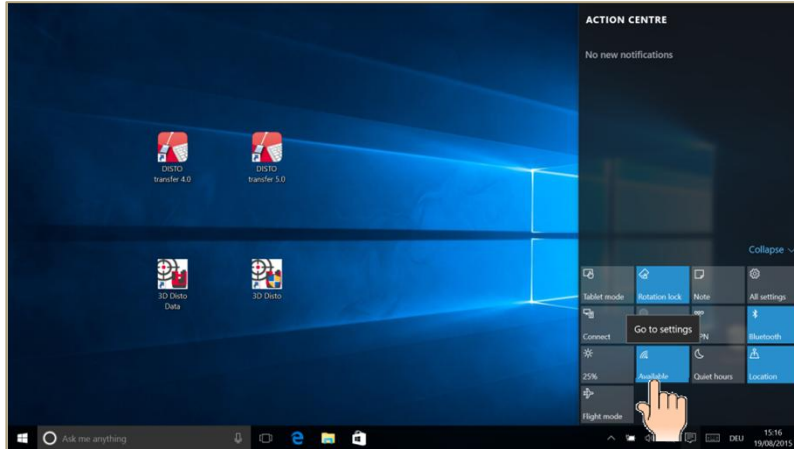 ACTION CENTRE
No new notifications
DISTO
transfer 4.0
DISTO
transfer 5.0
3D Disto
Data
3D Disto
Collapse
Tablet mode
Rotation lock
Note
All settings
Connect
Go to settings
Bluetooth
25%
Available
Quiet hours
Location
Flight mode
Ask me anything
DEU
15:16
19/08/2015